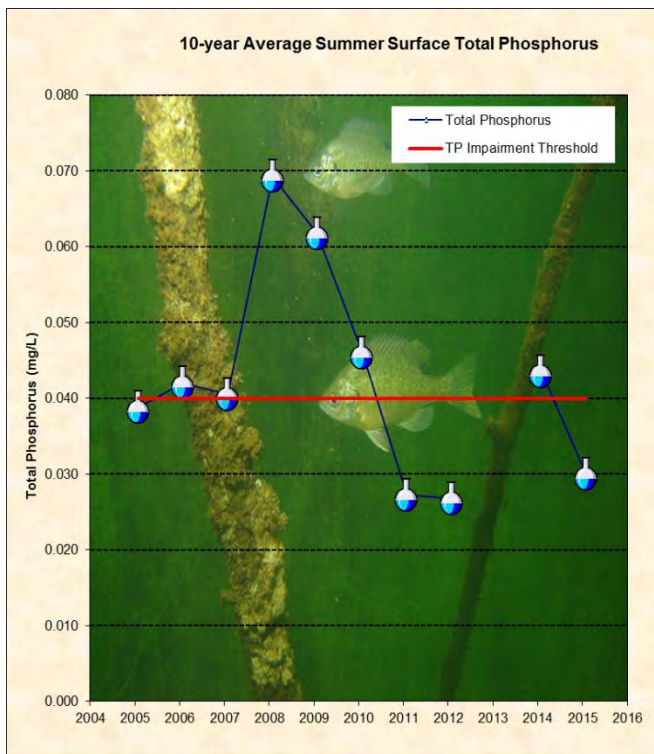 10-year Average Summer Surface Total Phosphorus
Total Phosphorus
TP Impairment Threshold
Total Phosphorus (mg/L)
0.080
0.070
0.060
0.050
0.040
0.030
0.020
0.010
0.000
2004 2005 2006 2007 2008 2009 2010 2011 2012 2013 2014 2015 2016